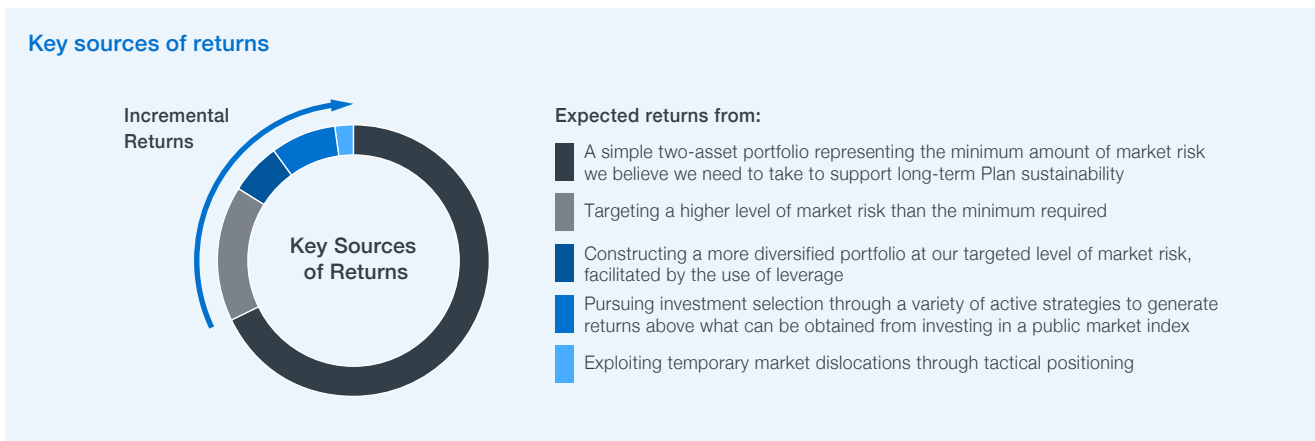 Key sources of returns
Incremental
Returns
Key Sources
of Returns
Expected returns from:
A simple two-asset portfolio representing the minimum amount of market risk
we believe we need to take to support long-term Plan sustainability
Targeting a higher level of market risk than the minimum required
Constructing a more diversified portfolio at our targeted level of market risk,
facilitated by the use of leverage
Pursuing investment selection through a variety of active strategies to generate
returns above what can be obtained from investing in a public market index
Exploiting temporary market dislocations through tactical positioning